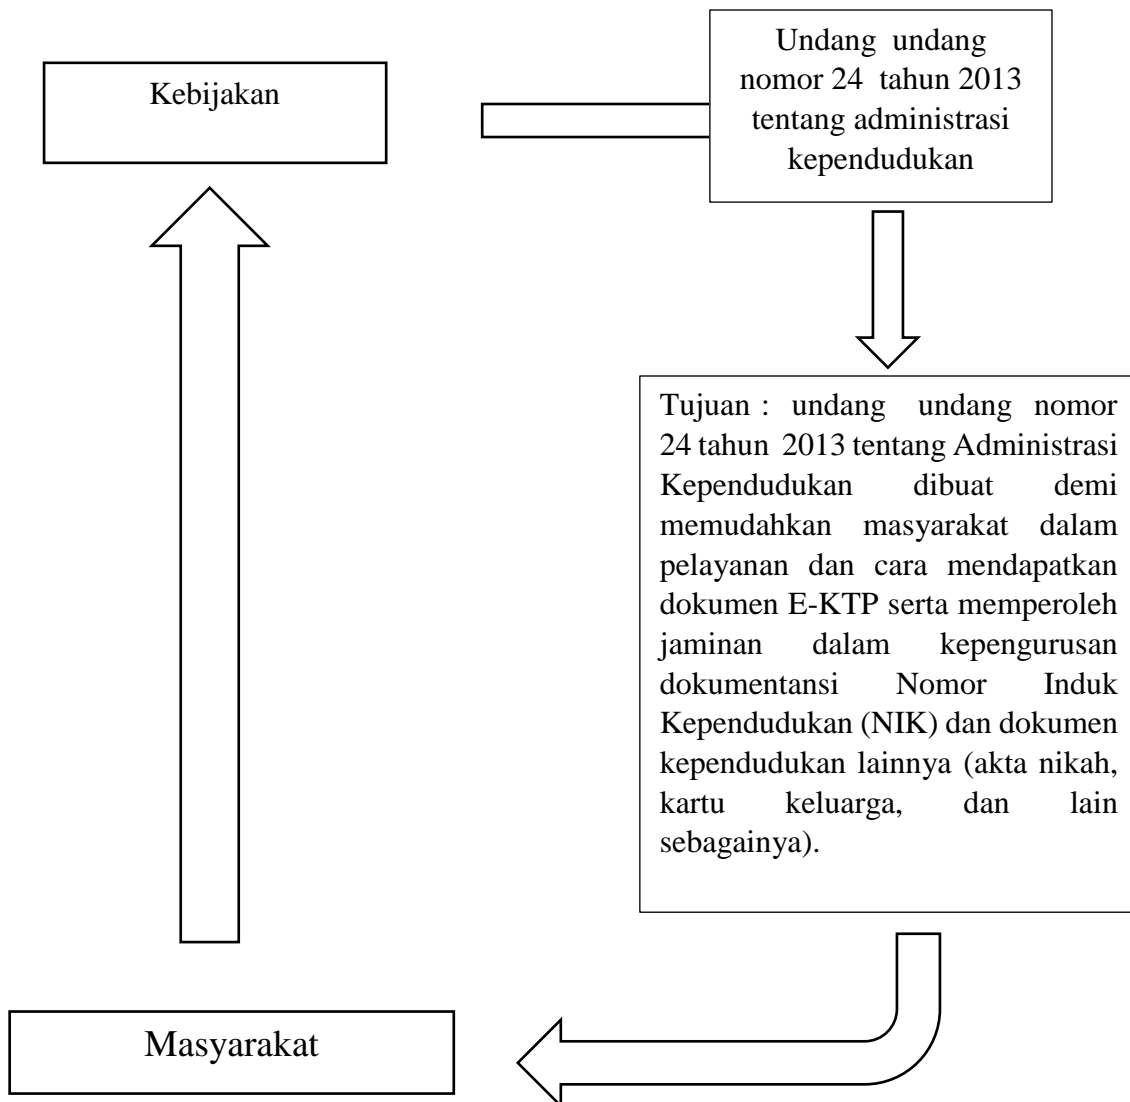 Kebijakan
Undang undang
nomor 24 tahun 2013
tentang administrasi
kependudukan
Tujuan : undang undang nomor
24 tahun 2013 tentang Administrasi
Kependudukan dibuat demi
memudahkan masyarakat dalam
pelayanan dan cara mendapatkan
dokumen E-KTP serta memperoleh
jaminan dalam kepengurusan
dokumentansi Nomor Induk
Kependudukan (NIK) dan dokumen
kependudukan lainnya (akta nikah,
kartu keluarga, dan lain
sebagainya).
Masyarakat